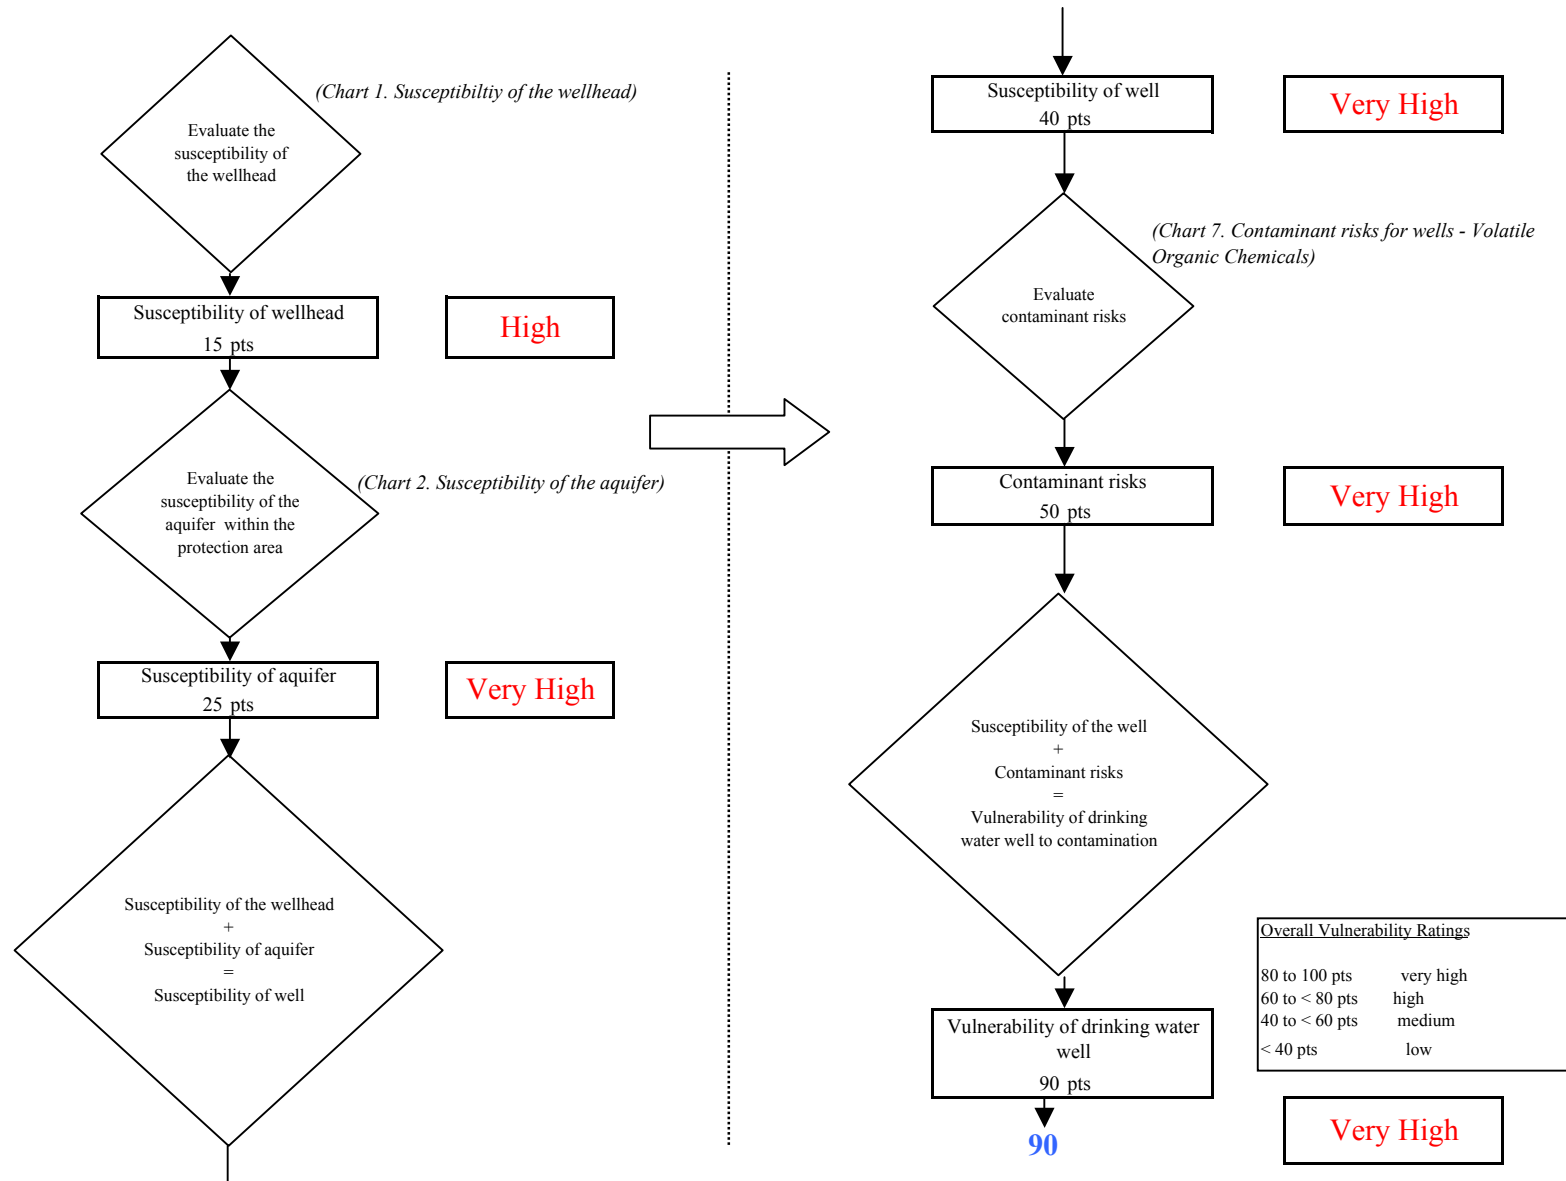 (Chart 1. Susceptibiltiy of the wellhead)
Evaluate the
susceptibility of
the wellhead
Susceptibility of wellhead
15 pts
High
Evaluate the
susceptibility of the
aquifer within the
protection area
(Chart 2. Susceptibility of the aquifer)
Susceptibility of aquifer
25 pts
Very High
Susceptibility of the wellhead
+
Susceptibility of aquifer
=
Susceptibility of well
Susceptibility of well
40 pts
Very High
(Chart 7. Contaminant risks for wells - Volatile
Organic Chemicals)
Evaluate
contaminant risks
Contaminant risks
50 pts
Very High
Susceptibility of the well
+
Contaminant risks
=
Vulnerability of drinking
water well to contamination
Overall Vulnerability Ratings
80 to 100 pts very high
60 to < 80 pts high
40 to < 60 pts medium
< 40 pts low
Vulnerability of drinking water
well
90 pts
90
Very High